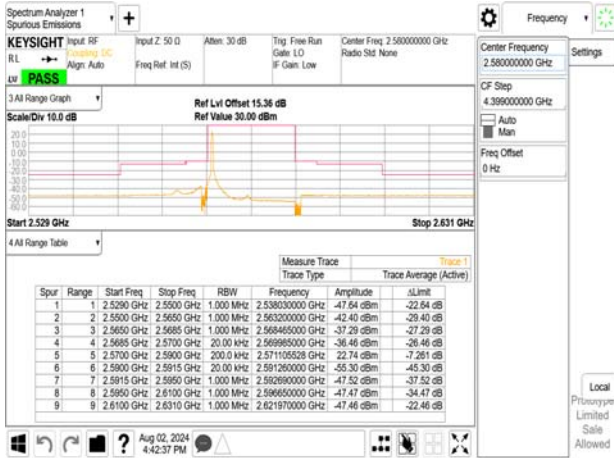 Spectrum Analyzer 1
Spurious Emissions
+
Frequency
KEYSIGHT Input: RF Input Z: 50 Ω Atten: 30 dB Trig: Free Run Center Freq: 2.580000000 GHz
RL Coupling: DC Gate: LO Radio Std: None
Align: Auto Freq Ref: Int (S) IF Gain: Low
LW PASS
Center Frequency
2.580000000 GHz
Settings
CF Step
4.399000000 GHz
Auto
Man
Freq Offset
0 Hz
3 All Range Graph
Ref Lvl Offset 15.36 dB
Scale/Div 10.0 dB Ref Value 30.00 dBm
20.0
10.0
0.00
-10.0
-20.0
-30.0
-40.0
-50.0
-60.0
Start 2.529 GHz Stop 2.631 GHz
4 All Range Table
Measure Trace Trace 1
Trace Type Trace Average (Active)
Spur Range Start Freq Stop Freq RBW Frequency Amplitude ΔLimit
1 1 2.5290 GHz 2.5500 GHz 1.000 MHz 2.538030000 GHz -47.64 dBm -22.64 dB
2 2 2.5500 GHz 2.5650 GHz 1.000 MHz 2.563200000 GHz -42.40 dBm -29.40 dB
3 3 2.5650 GHz 2.5685 GHz 1.000 MHz 2.568465000 GHz -37.29 dBm -27.29 dB
4 4 2.5685 GHz 2.5700 GHz 20.00 kHz 2.569985000 GHz -36.46 dBm -26.46 dB
5 5 2.5700 GHz 2.5900 GHz 200.0 kHz 2.571105528 GHz 22.74 dBm -7.261 dB
6 6 2.5900 GHz 2.5915 GHz 20.00 kHz 2.591260000 GHz -55.30 dBm -45.30 dB
7 7 2.5915 GHz 2.5950 GHz 1.000 MHz 2.592690000 GHz -47.52 dBm -37.52 dB
8 8 2.5950 GHz 2.6100 GHz 1.000 MHz 2.596650000 GHz -47.47 dBm -34.47 dB
9 9 2.6100 GHz 2.6310 GHz 1.000 MHz 2.621970000 GHz -47.46 dBm -22.46 dB
Local
Prototype
Limited
Sale
Allowed
?
Aug 02, 2024
4:42:37 PM